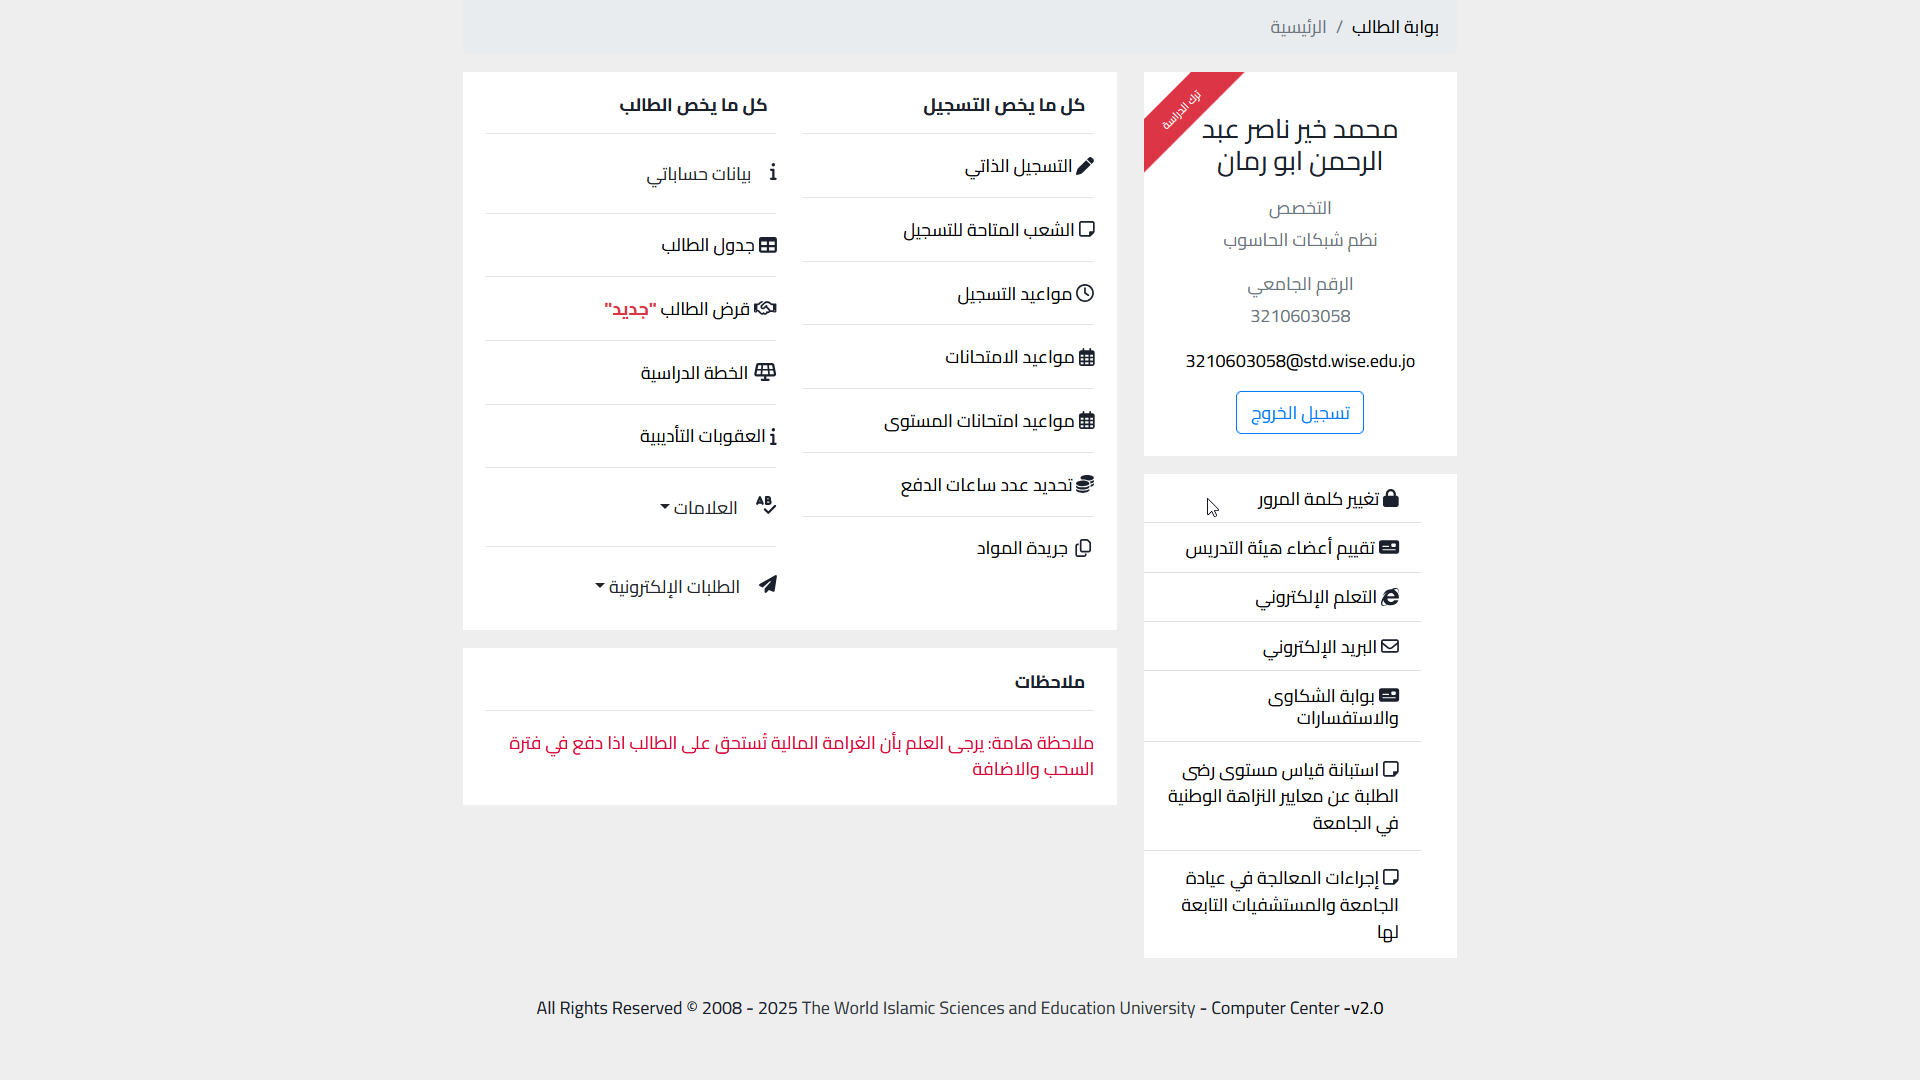 بوابة الطالب / الرئيسية
ترك الدراسة
محمد خير ناصر عبد
الرحمن ابو رمان
التخصص
نظم شبكات الحاسوب
الرقم الجامعي
3210603058
3210603058@std.wise.edu.jo
تسجيل الخروج
تغيير كلمة المرور
تقييم أعضاء هيئة التدريس
التعلم الإلكتروني
البريد الإلكتروني
بوابة الشكاوى
والاستفسارات
استبانة قياس مستوى رضى
الطلبة عن معايير النزاهة الوطنية
في الجامعة
إجراءات المعالجة في عيادة
الجامعة والمستشفيات التابعة
لها
كل ما يخص التسجيل
التسجيل الذاتي
الشعب المتاحة للتسجيل
مواعيد التسجيل
مواعيد الامتحانات
مواعيد امتحانات المستوى
تحديد عدد ساعات الدفع
جريدة المواد
كل ما يخص الطالب
بيانات حساباتي
جدول الطالب
قرض الطالب "جديد"
الخطة الدراسية
العقوبات التأديبية
العلامات
الطلبات الإلكترونية
ملاحظات
ملاحظة هامة: يرجى العلم بأن الغرامة المالية تُستحق على الطالب اذا دفع في فترة
السحب والاضافة
All Rights Reserved © 2008 - 2025 The World Islamic Sciences and Education University - Computer Center -v2.0